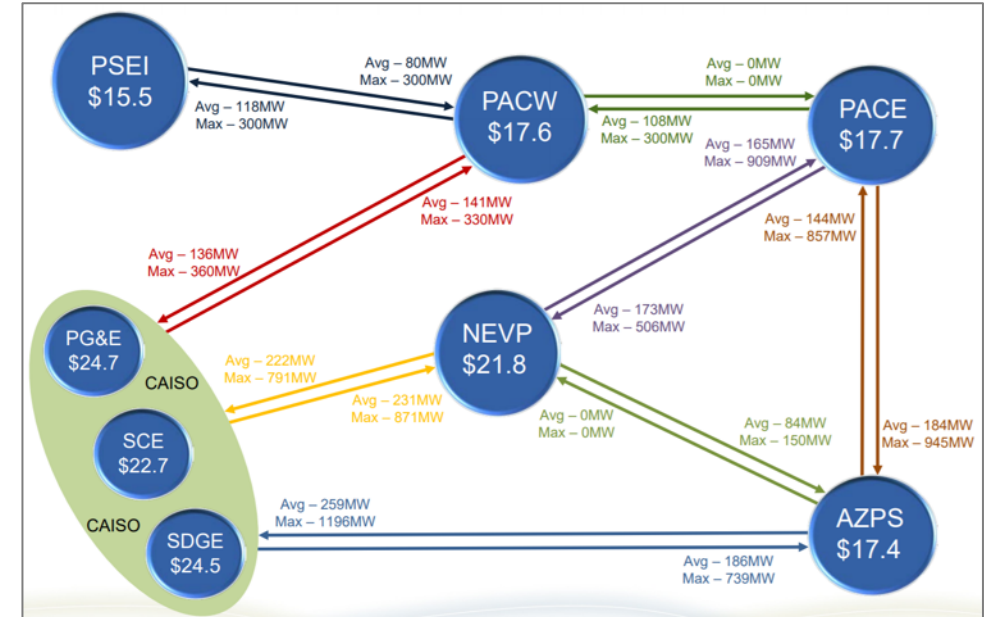 PSEI
$15.5
Avg – 80MW
Max – 300MW
Avg – 118MW
Max – 300MW
PACW
$17.6
Avg – 0MW
Max – 0MW
Avg – 108MW
Max – 300MW
PACE
$17.7
Avg – 165MW
Max – 909MW
Avg – 141MW
Max – 330MW
Avg – 144MW
Max – 857MW
Avg – 136MW
Max – 360MW
PG&E
$24.7
CAISO
NEVP
$21.8
Avg – 173MW
Max – 506MW
Avg – 222MW
Max – 791MW
Avg – 231MW
Max – 871MW
Avg – 0MW
Max – 0MW
Avg – 84MW
Max – 150MW
Avg – 184MW
Max – 945MW
SCE
$22.7
CAISO
SDGE
$24.5
Avg – 259MW
Max – 1196MW
Avg – 186MW
Max – 739MW
AZPS
$17.4